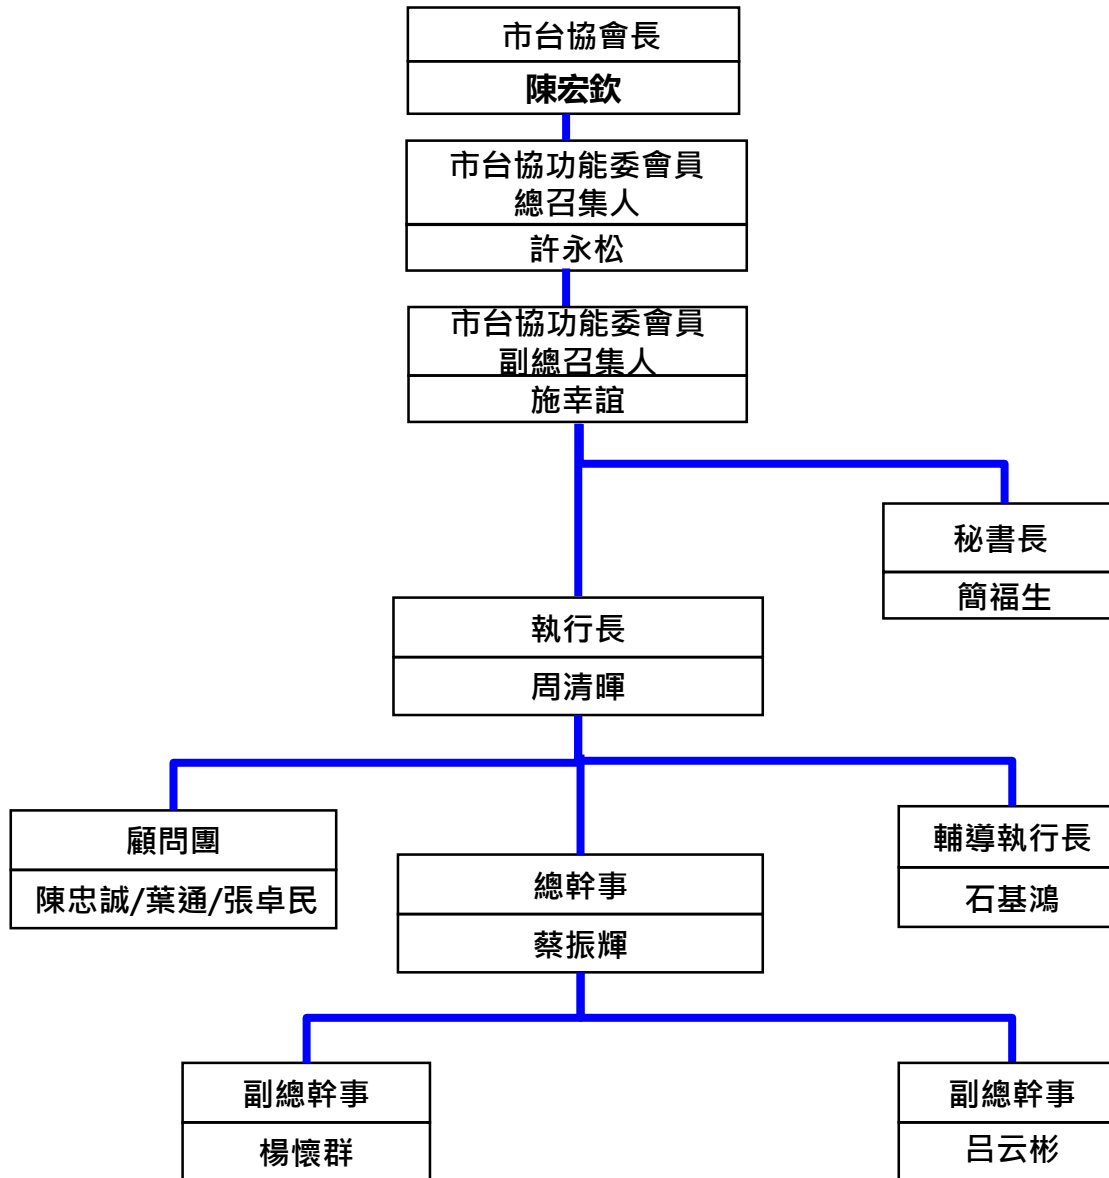 市台協會長
陳宏欽
市台協功能委會員
總召集人
許永松
市台協功能委會員
副總召集人
施幸誼
秘書長
簡福生
執行長
周清暉
顧問團
陳忠誠/葉通/張卓民
總幹事
蔡振輝
輔導執行長
石基鴻
副總幹事
楊懷群
副總幹事
呂云彬